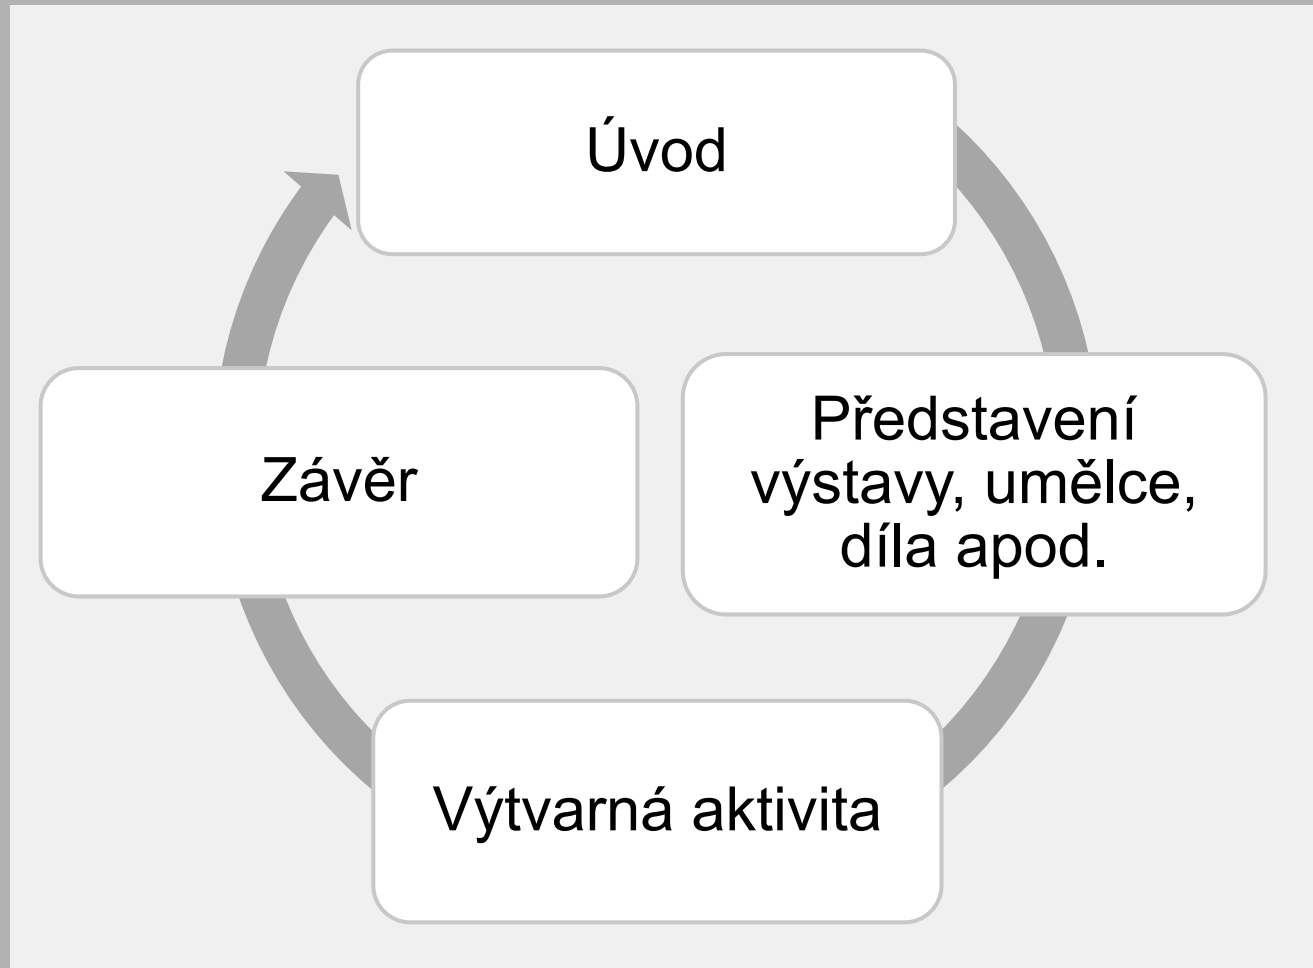 Úvod
Představení
výstavy, umělce,
díla apod.
Závěr
Výtvarná aktivita